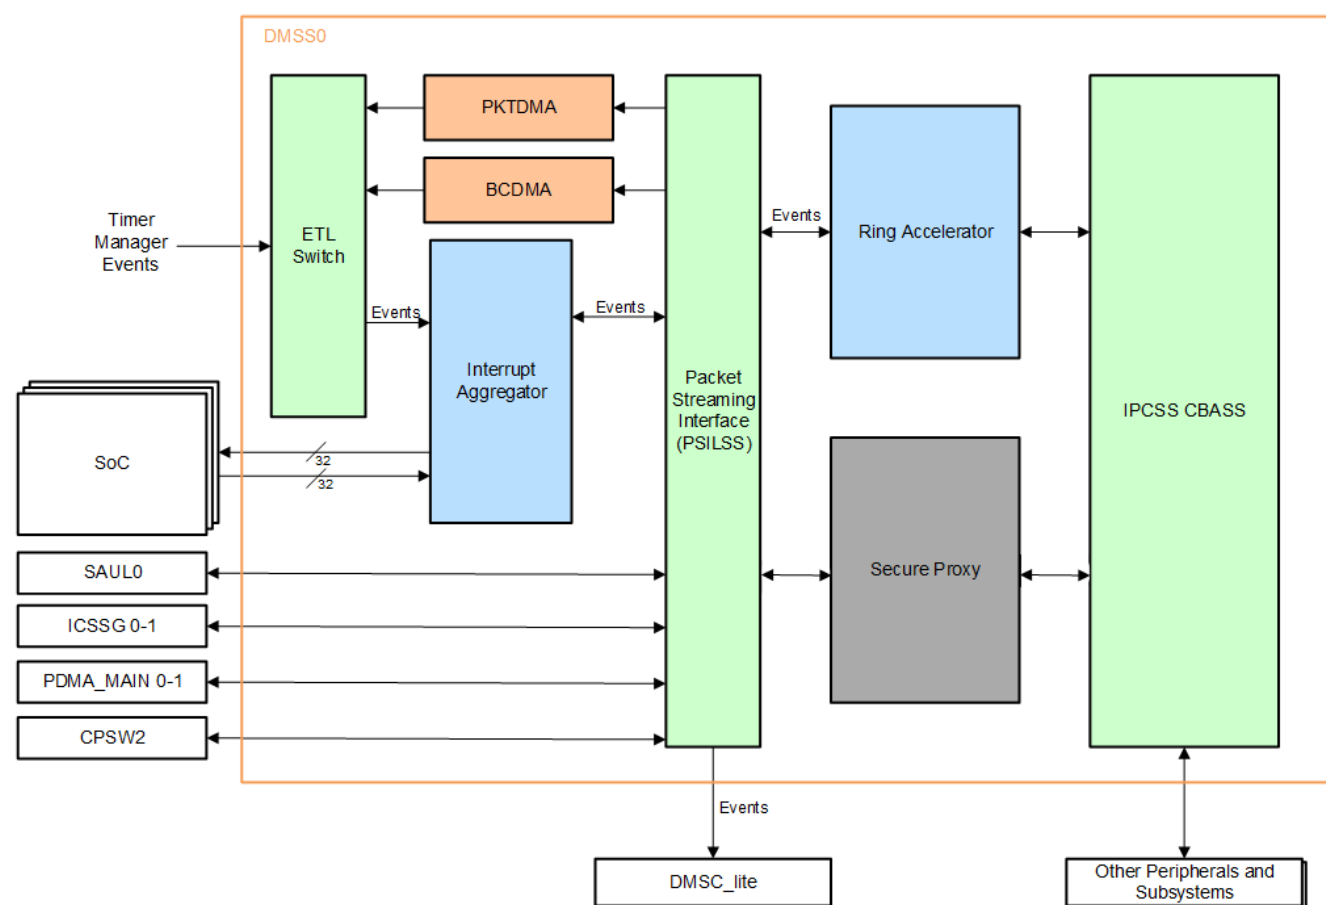 DMSS0
PKTDMA
BCDMA
Timer
Manager
Events
ETL
Switch
Events
Events
Events
Ring Accelerator
Interrupt
Aggregator
Packet
Streaming
Interface
(PSILSS)
IPCSS CBASS
SoC
32
32
SAUL0
Secure Proxy
ICSSG 0-1
PDMA_MAIN 0-1
CPSW2
Events
DMSC_lite
Other Peripherals and
Subsystems